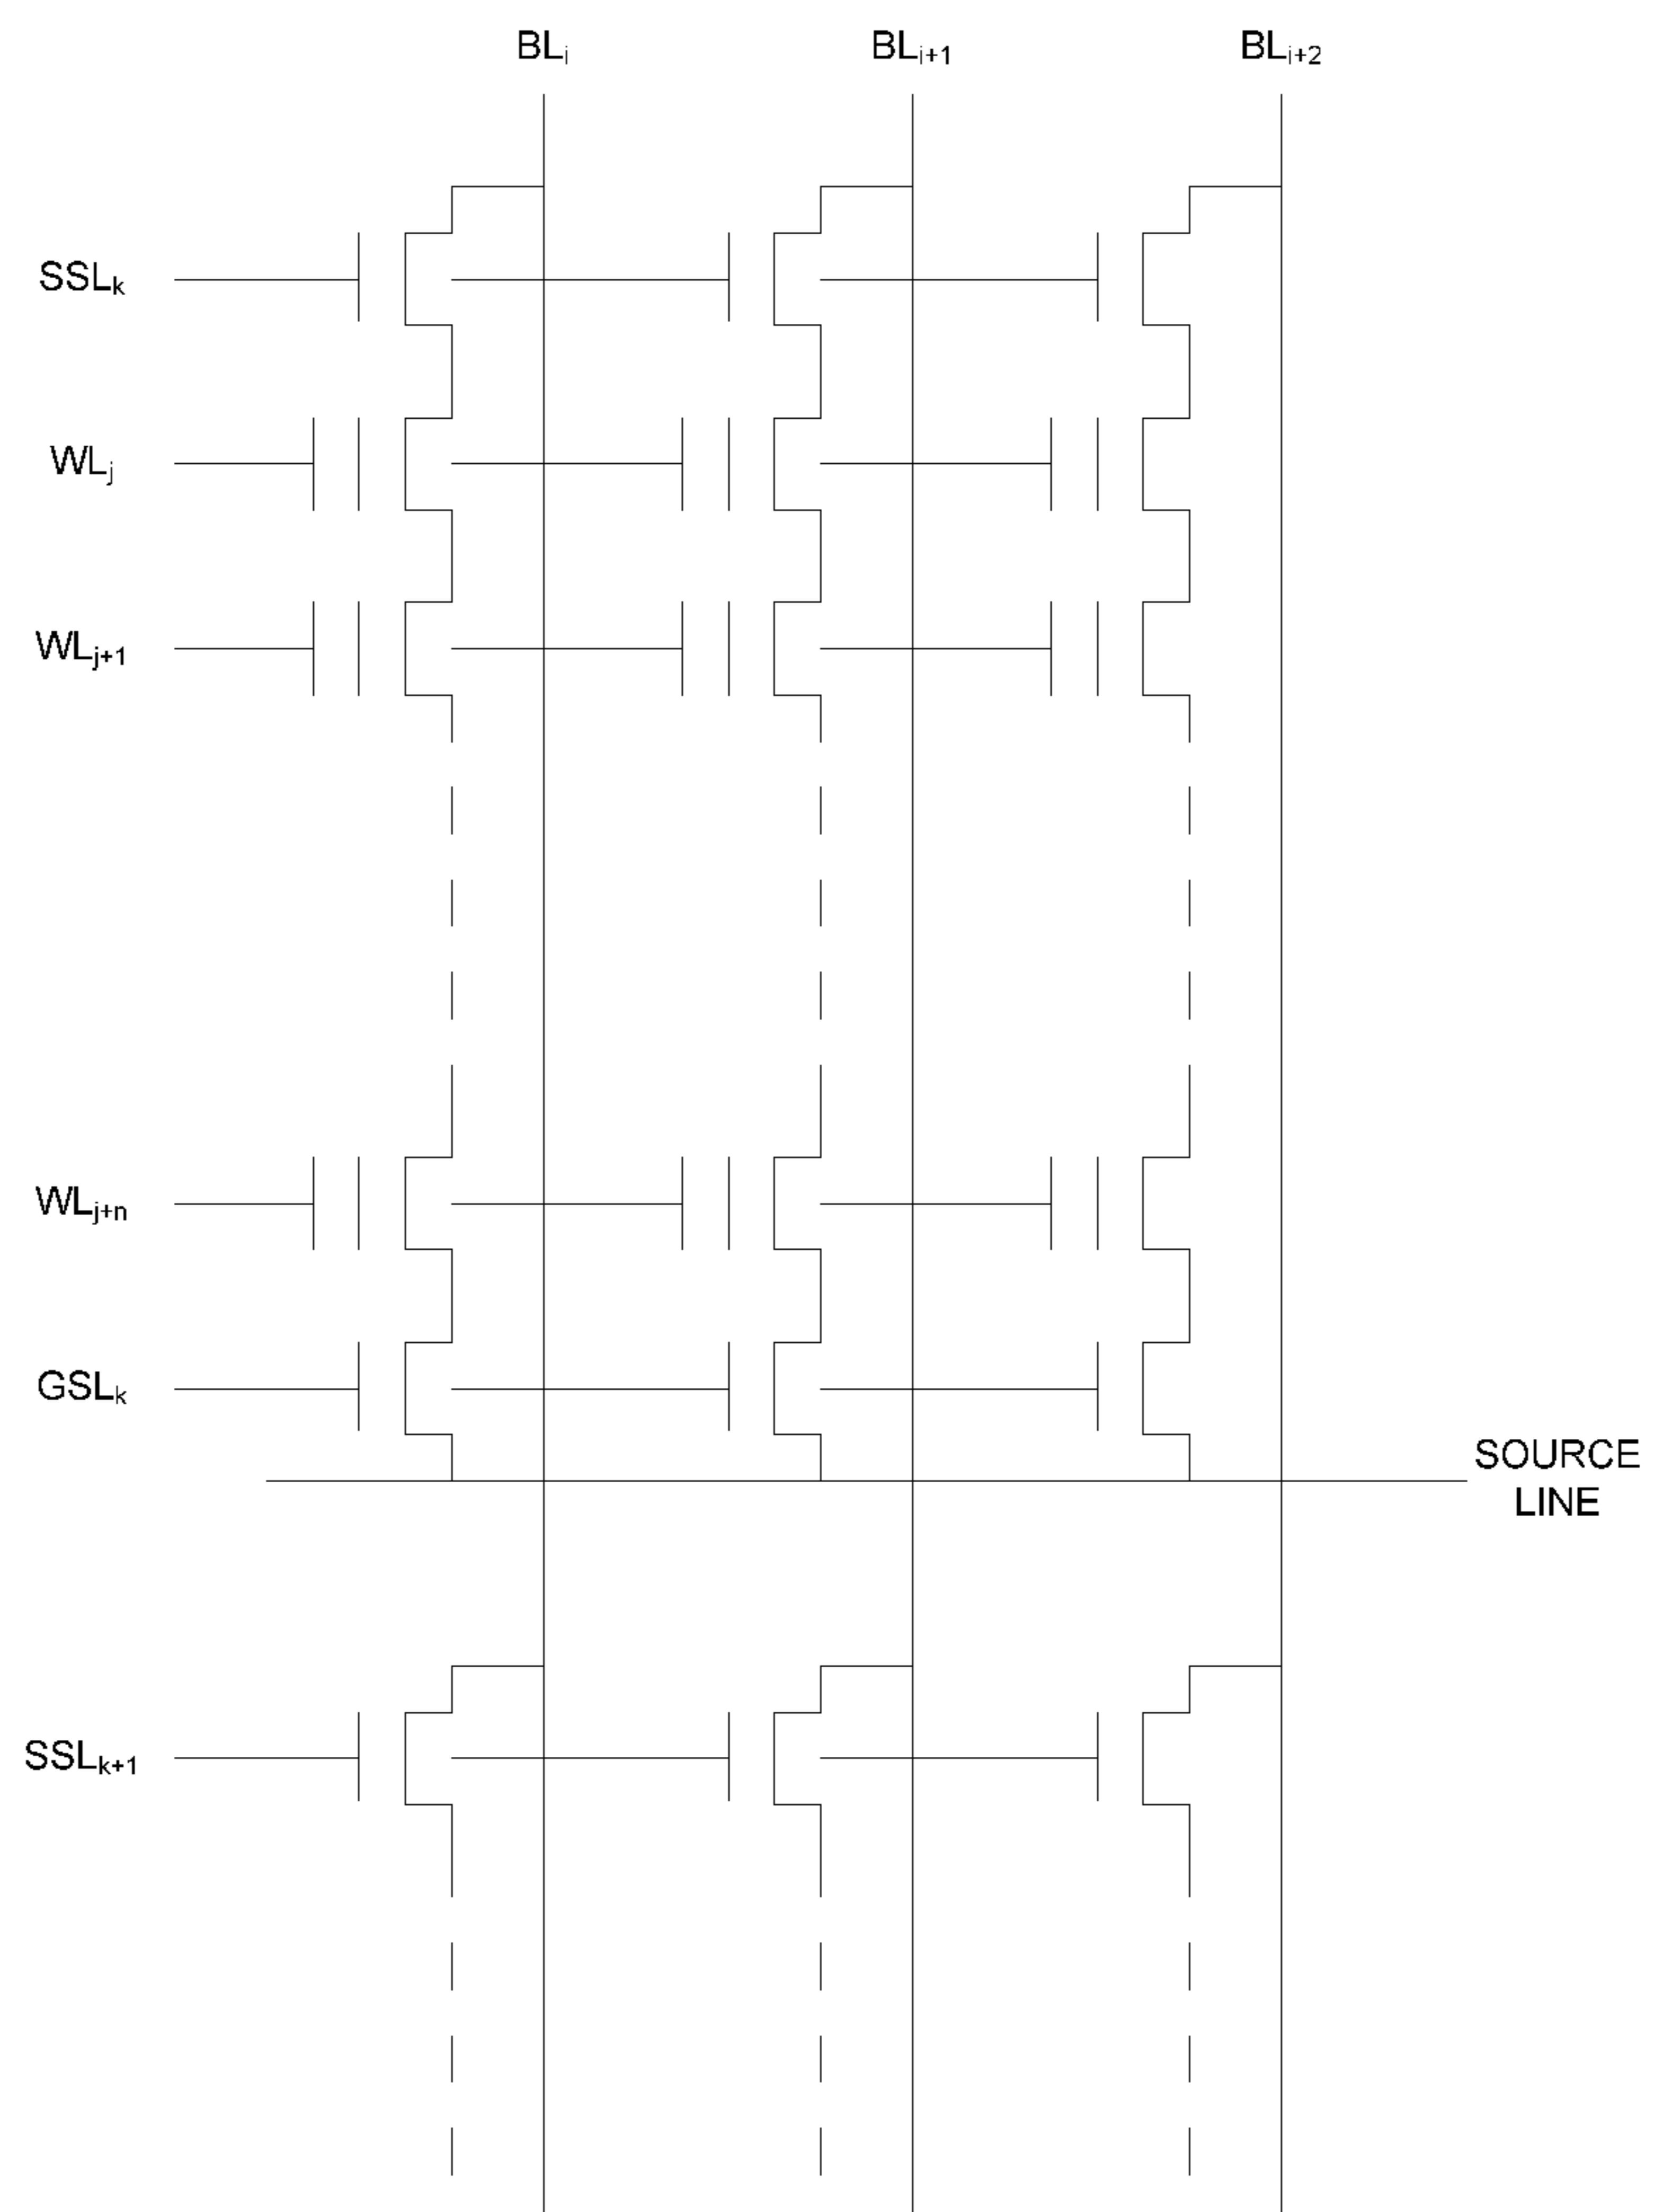 BLi BLi+1 BLi+2
SSLk
WLj
WLj+1
WLj+n
GSLk
SOURCE
LINE
SSLk+1